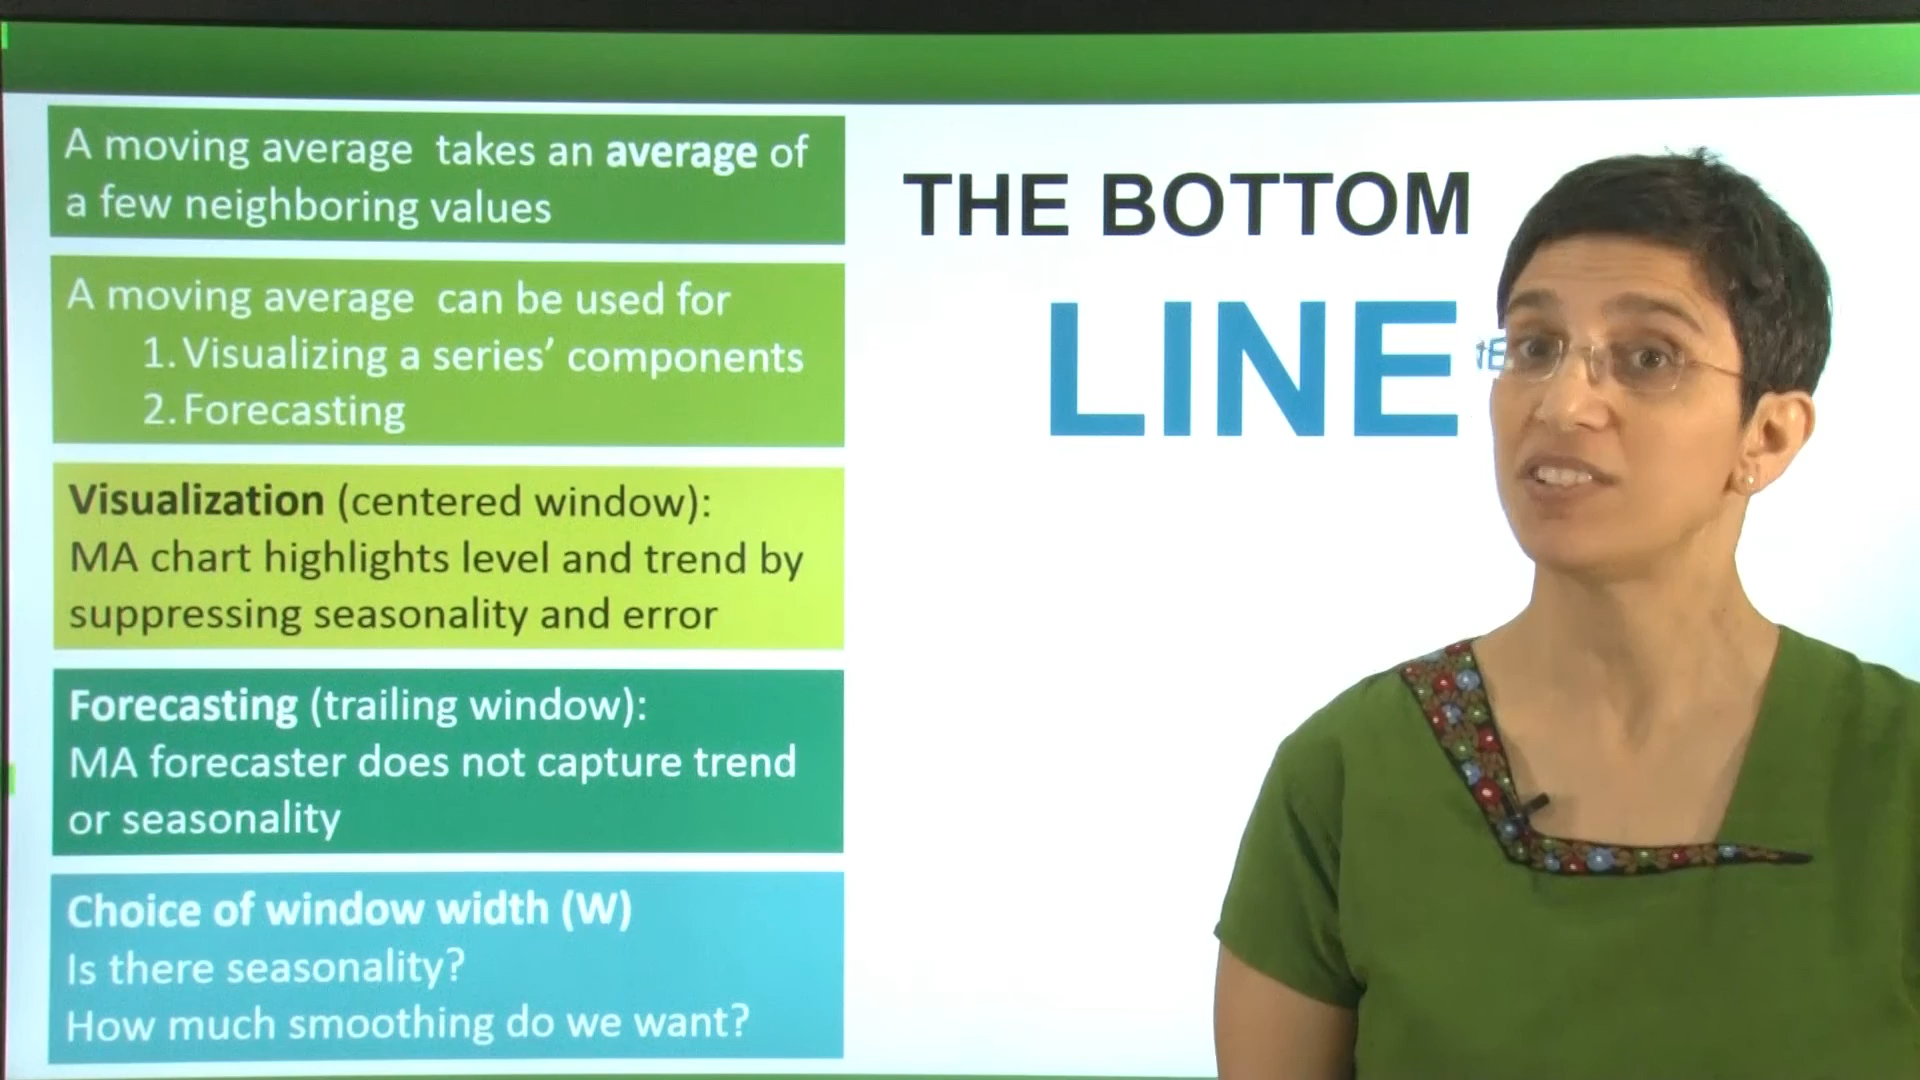 A moving average takes an average of
a few neighboring values
A moving average can be used for
1. Visualizing a series' components
2. Forecasting
Visualization (centered window):
MA chart highlights level and trend by
suppressing seasonality and error
Forecasting (trailing window):
MA forecaster does not capture trend
or seasonality
Choice of window width (W)
Is there seasonality?
How much smoothing do we want?
THE BOTTOM
LINE